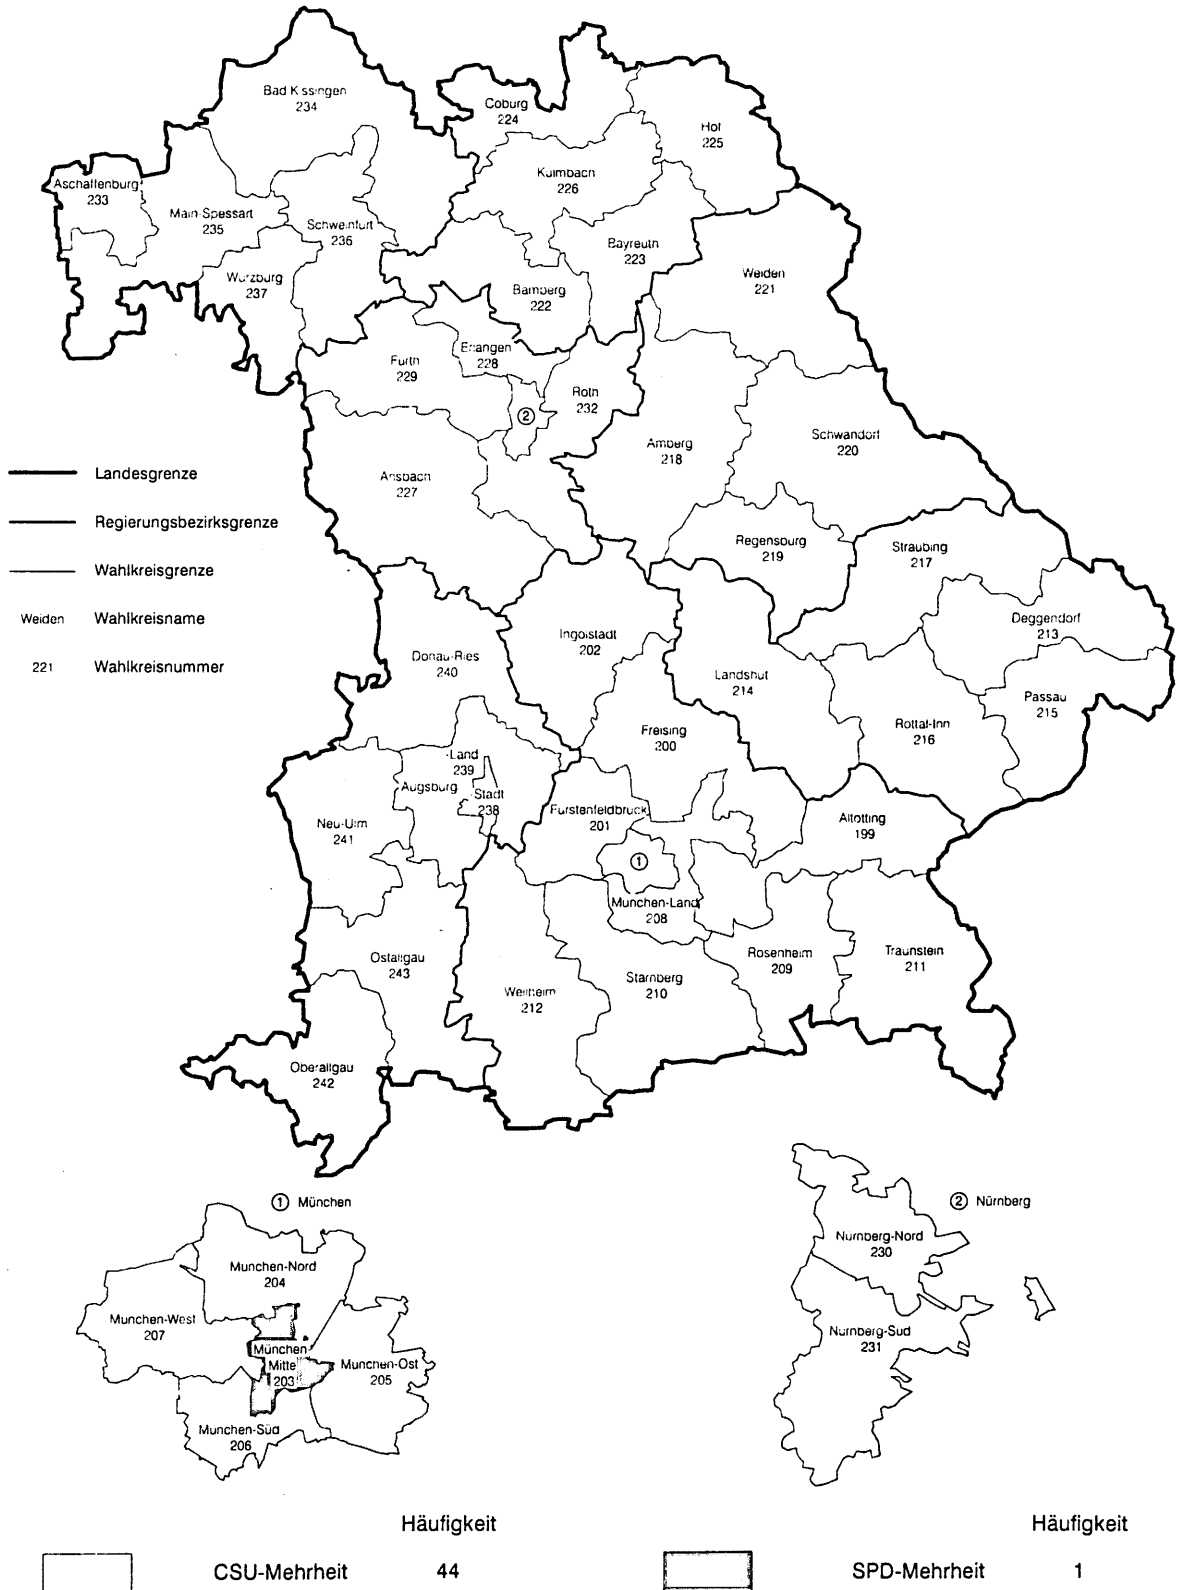 Bad Kissingen
234
Coburg
224
Hof
225
Kulmbach
226
Aschaffenburg
233
Main-Spessart
235
Schweinfurt
236
Bayreuth
223
Weiden
221
Würzburg
237
Bamberg
222
Erlangen
228
Fürth
229
Roth
232
②
Amberg
218
Schwandorf
220
Ansbach
227
Landesgrenze
Regierungsbezirksgrenze
Wahlkreisgrenze
Weiden Wahlkreisname
221 Wahlkreisnummer
Regensburg
219
Straubing
217
Deggendorf
213
Ingolstadt
202
Donau-Ries
240
Landshut
214
Passau
215
Rottal-Inn
216
Freising
200
-Land
239
Augsburg
-Stadt
238
Fürstenfeldbruck
201
Altötting
199
Neu-Ulm
241
①
München-Land
208
Ostallgäu
243
Weilheim
212
Starnberg
210
Rosenheim
209
Traunstein
211
Oberallgäu
242
① München
② Nürnberg
München-Nord
204
München-West
207
München
Mitte
203
München-Ost
205
München-Süd
206
Nürnberg-Nord
230
Nürnberg-Süd
231
Häufigkeit Häufigkeit
CSU-Mehrheit 44 SPD-Mehrheit 1